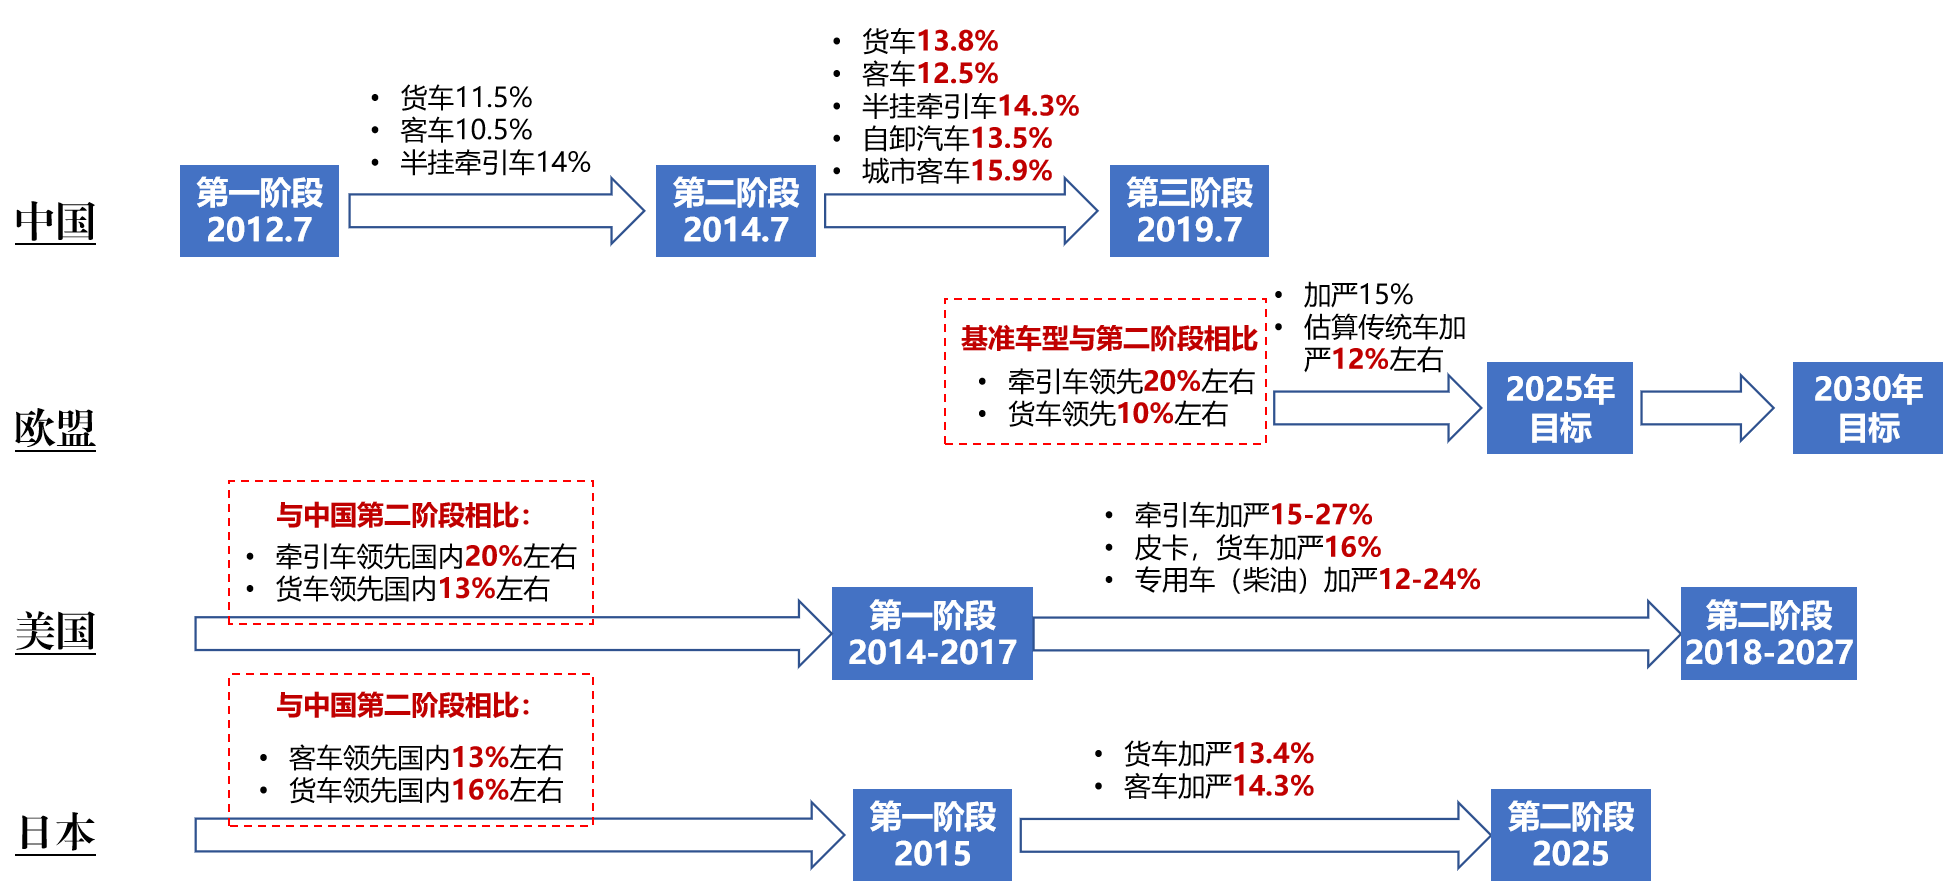 中国
第一阶段
2012.7
• 货车11.5%
• 客车10.5%
• 半挂牵引车14%
第二阶段
2014.7
• 货车13.8%
• 客车12.5%
• 半挂牵引车14.3%
• 自卸汽车13.5%
• 城市客车15.9%
第三阶段
2019.7
欧盟
基准车型与第二阶段相比
• 牵引车领先20%左右
• 货车领先10%左右
• 加严15%
• 估算传统车加
严12%左右
2025年
目标
2030年
目标
美国
与中国第二阶段相比：
• 牵引车领先国内20%左右
• 货车领先国内13%左右
第一阶段
2014-2017
• 牵引车加严15-27%
• 皮卡，货车加严16%
• 专用车（柴油）加严12-24%
第二阶段
2018-2027
日本
与中国第二阶段相比：
• 客车领先国内13%左右
• 货车领先国内16%左右
第一阶段
2015
• 货车加严13.4%
• 客车加严14.3%
第二阶段
2025